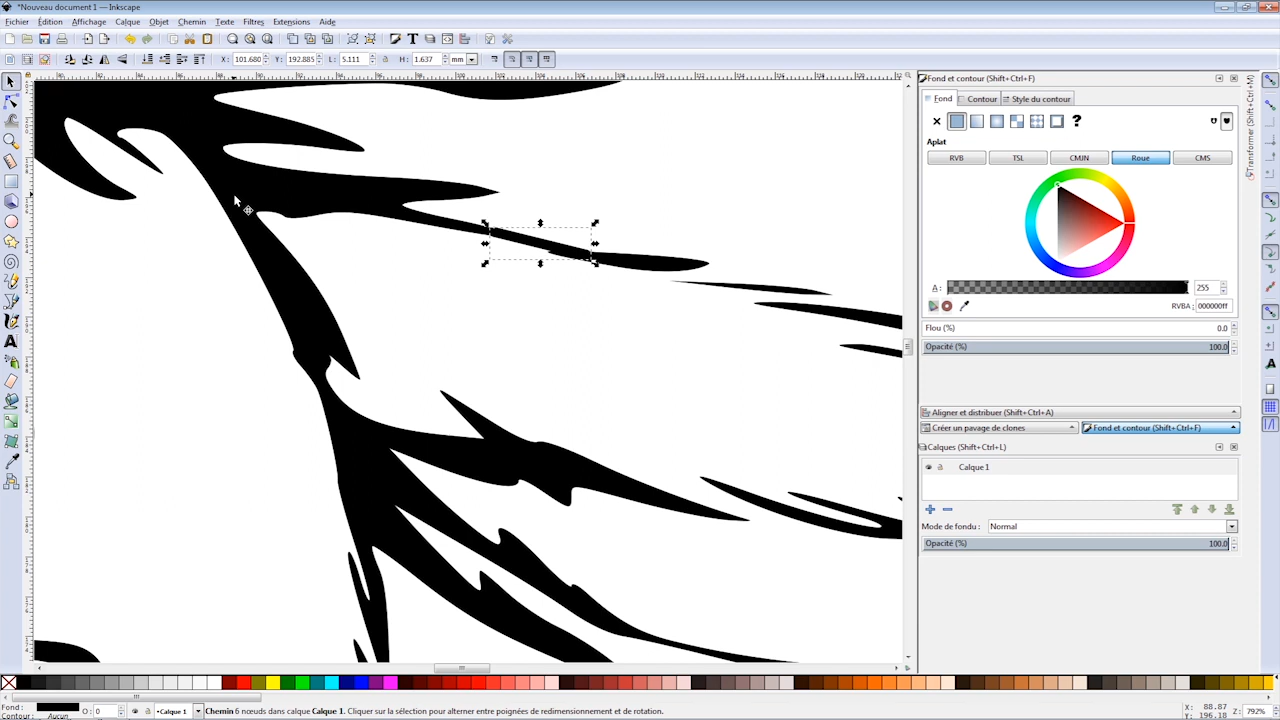 *Nouveau document 1 — Inkscape
Fichier Édition Affichage Calque Objet Chemin Texte Filtres Extensions Aide
X: 101.680 Y: 192.885 L: 5.111 H: 1.637 mm
Fond et contour (Shift+Ctrl+F)
Fond Contour Style du contour
?
Aplat
RVB TSL CMJN Roue CMS
A: 255
RVBA : 000000ff
Flou (%) 0.0
Opacité (%) 100.0
Aligner et distribuer (Shift+Ctrl+A)
Créer un pavage de clones Fond et contour (Shift+Ctrl+F)
Calques (Shift+Ctrl+L)
Calque 1
Mode de fondu : Normal
Opacité (%) 100.0
Transformer (Shift+Ctrl+M)
Fond :
Contour : Aucun O: 0 •Calque 1 Chemin 6 nœuds dans calque Calque 1. Cliquer sur la sélection pour alterner entre poignées de redimensionnement et de rotation.
X: 88.87
Y: 196.18 Z: 792%